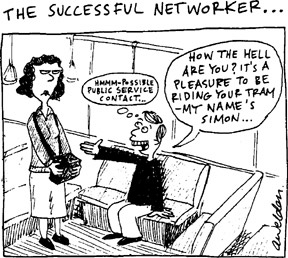 THE SUCCESSFUL NETWORKER...
HMMM-POSSIBLE
PUBLIC SERVICE
CONTACT...
HOW THE HELL
ARE YOU? IT'S A
PLEASURE TO BE
RIDING YOUR TRAM
-MY NAME'S
SIMON...
aWelldon